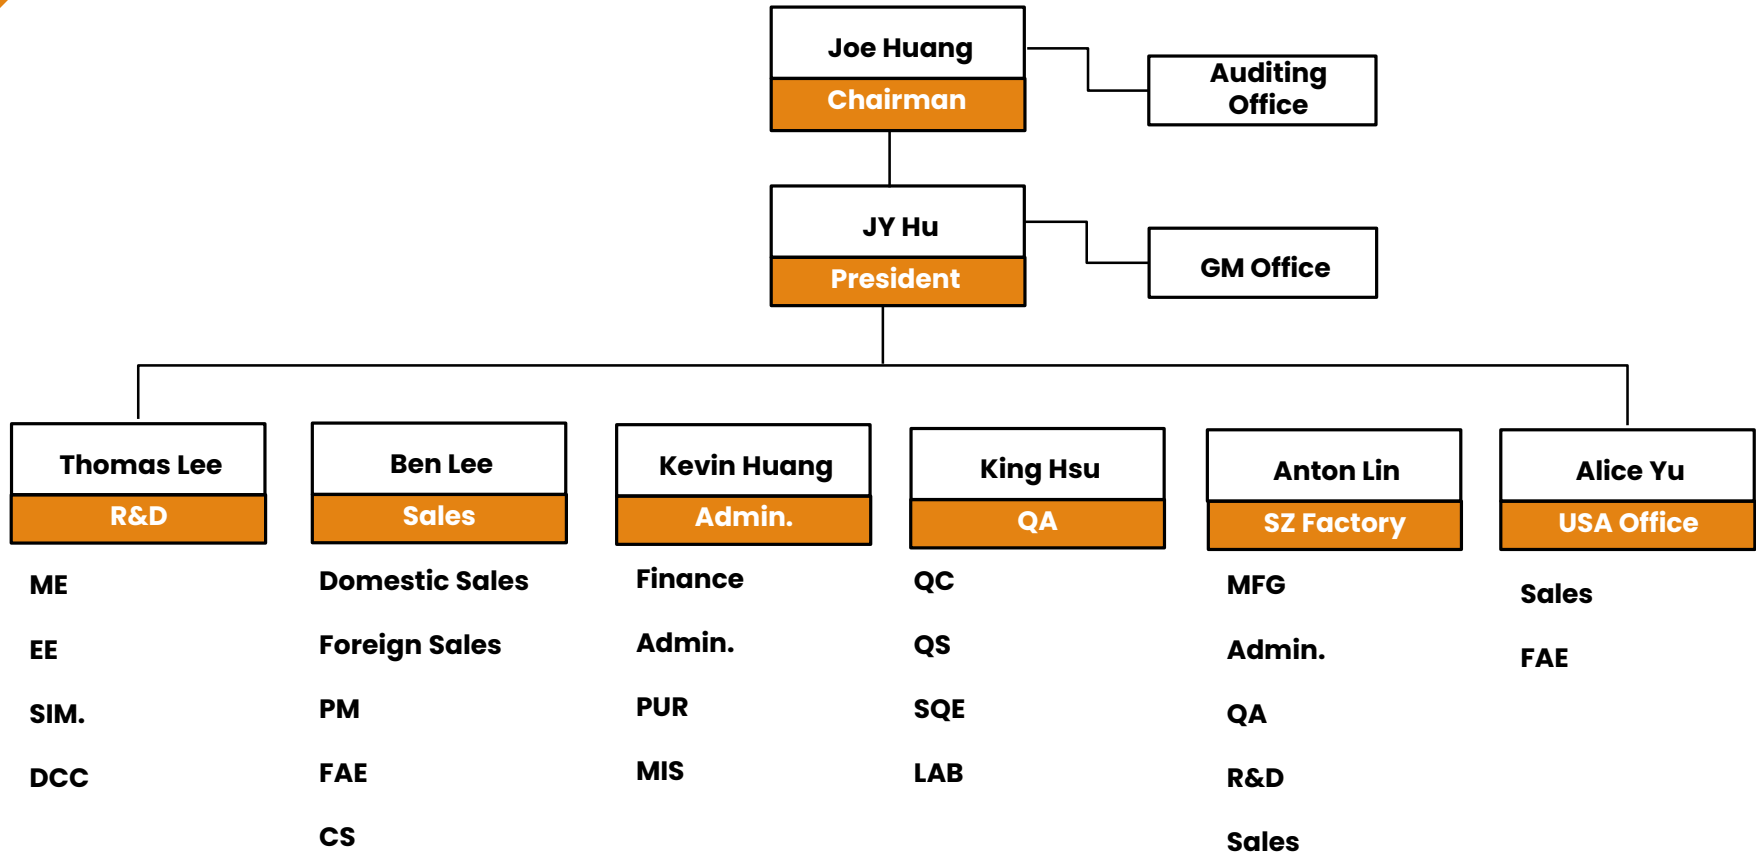 Joe Huang
Chairman
Auditing
Office
JY Hu
President
GM Office
Thomas Lee
R&D
ME
EE
SIM.
DCC
Ben Lee
Sales
Domestic Sales
Foreign Sales
PM
FAE
CS
Kevin Huang
Admin.
Finance
Admin.
PUR
MIS
King Hsu
QA
QC
QS
SQE
LAB
Anton Lin
SZ Factory
MFG
Admin.
QA
R&D
Sales
Alice Yu
USA Office
Sales
FAE